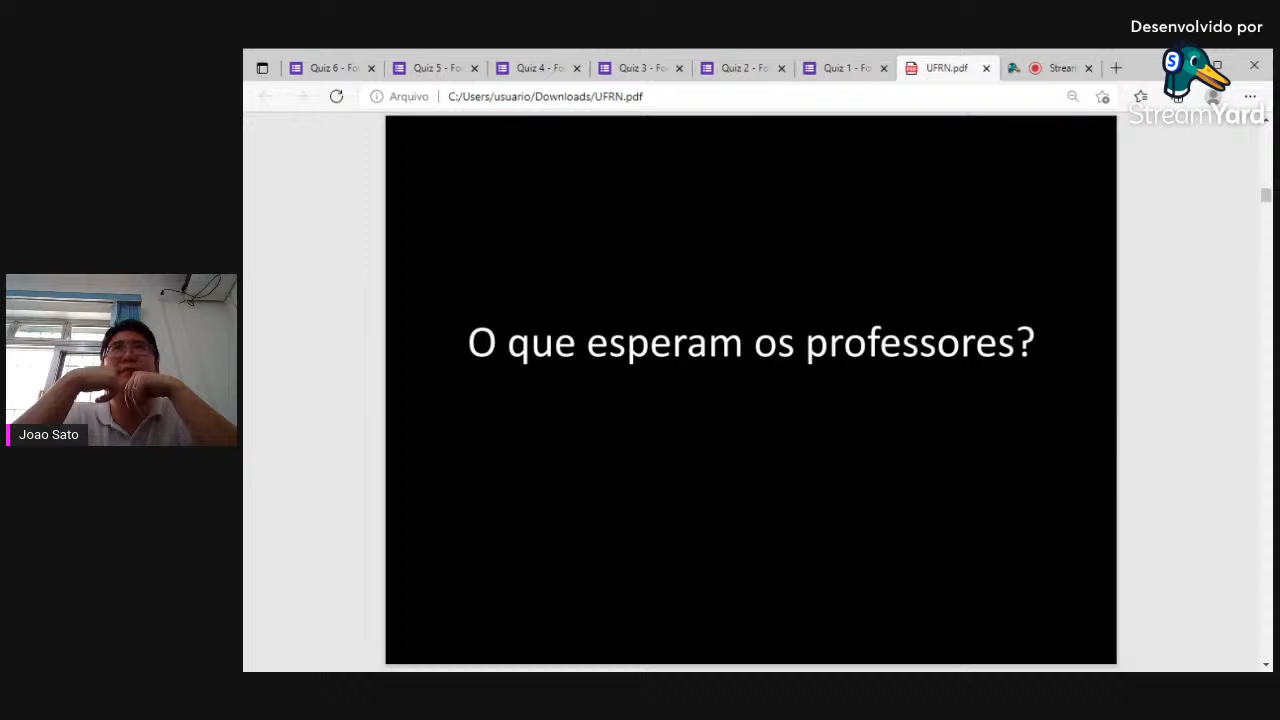 Desenvolvido por
Quiz 6 - Fo
Quiz 5 - Fo
Quiz 4 - Fo
Quiz 3 - Fo
Quiz 2 - Fo
Quiz 1 - Fo
UFRN.pdf
Stream
Arquivo
C:/Users/usuario/Downloads/UFRN.pdf
S
StreamYard
O que esperam os professores?
Joao Sato